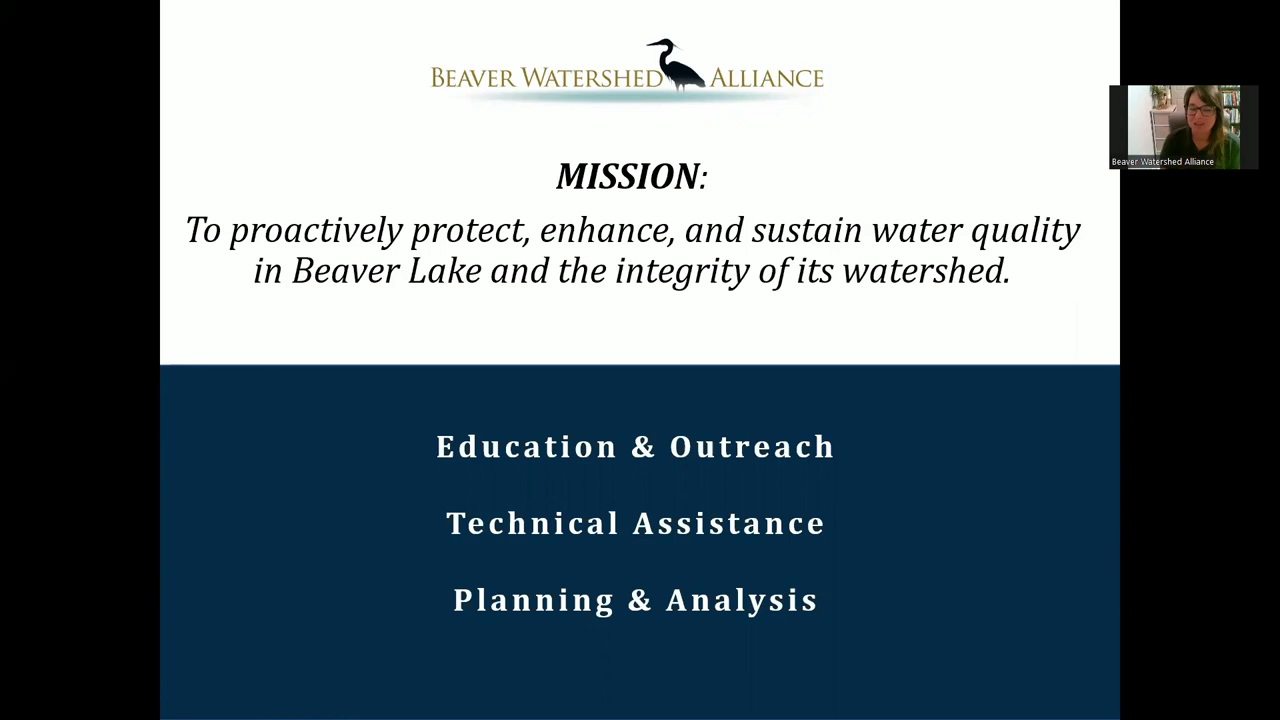 BEAVER WATERSHED ALLIANCE
MISSION:
To proactively protect, enhance, and sustain water quality
in Beaver Lake and the integrity of its watershed.
Education & Outreach
Technical Assistance
Planning & Analysis
Beaver Watershed Alliance